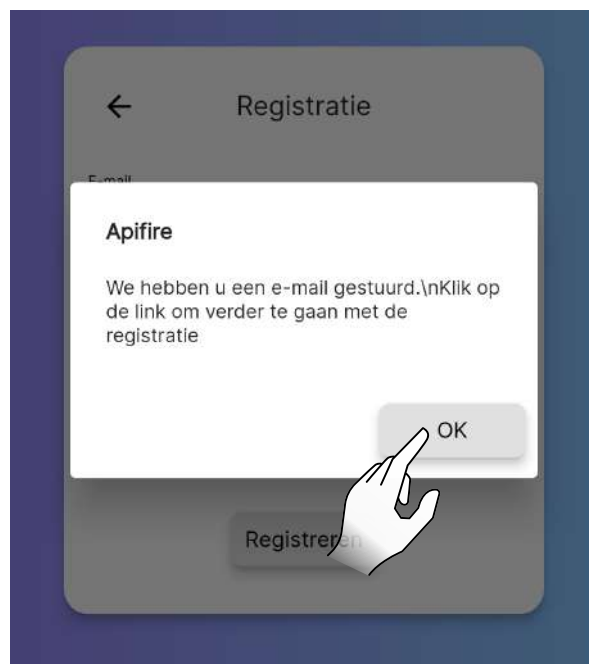 Registratie
E-mail
Apifire
We hebben u een e-mail gestuurd.\nKlik op
de link om verder te gaan met de
registratie
OK
Registreren